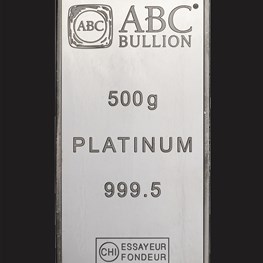 ABC
ABC
BULLION
500g
PLATINUM
999.5
CHI
ESSAYEUR
FONDEUR